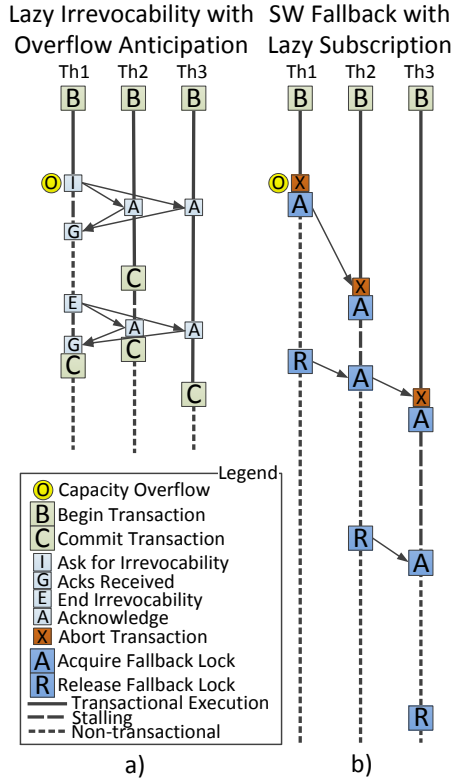 Lazy Irrevocability with
Overflow Anticipation
Th1 Th2 Th3
B B B
O I
A A
G
C
E
A A
G
C C
C
SW Fallback with
Lazy Subscription
Th1 Th2 Th3
B B B
O X
A
X
A
R A
X
A
R A
R
Legend
O Capacity Overflow
B Begin Transaction
C Commit Transaction
I Ask for Irrevocability
G Acks Received
E End Irrevocability
A Acknowledge
X Abort Transaction
A Acquire Fallback Lock
R Release Fallback Lock
Transactional Execution
Stalling
Non-transactional
a) b)